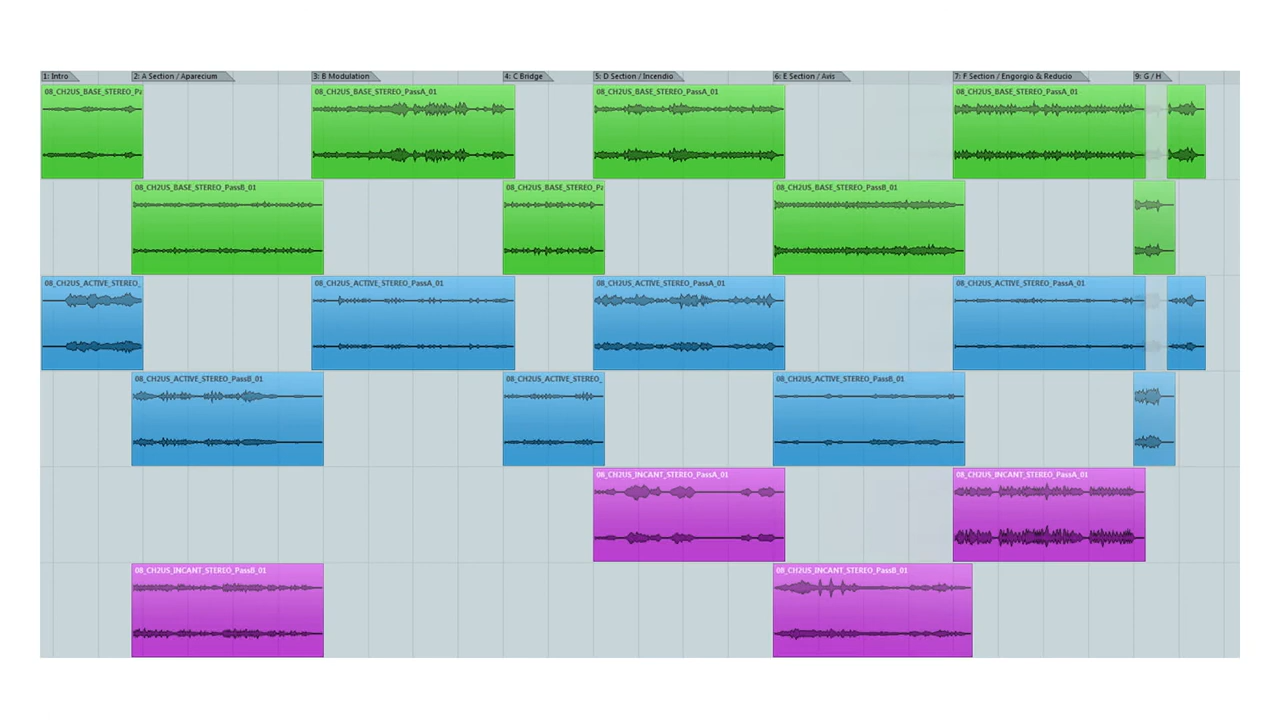 1: Intro
2: A Section / Aparecium
3: B Modulation
4: C Bridge
5: D Section / Incendio
6: E Section / Avis
7: F Section / Engorgio & Reducio
9: G / H
08_CH2US_BASE_STEREO_Pa
08_CH2US_BASE_STEREO_PassA_01
08_CH2US_BASE_STEREO_PassA_01
08_CH2US_BASE_STEREO_PassA_01
08_CH2US_BASE_STEREO_PassB_01
08_CH2US_BASE_STEREO_Pa
08_CH2US_BASE_STEREO_PassB_01
08_CH2US_ACTIVE_STEREO_
08_CH2US_ACTIVE_STEREO_PassA_01
08_CH2US_ACTIVE_STEREO_PassA_01
08_CH2US_ACTIVE_STEREO_PassA_01
08_CH2US_ACTIVE_STEREO_PassB_01
08_CH2US_ACTIVE_STEREO_
08_CH2US_ACTIVE_STEREO_PassB_01
08_CH2US_INCANT_STEREO_PassA_01
08_CH2US_INCANT_STEREO_PassA_01
08_CH2US_INCANT_STEREO_PassB_01
08_CH2US_INCANT_STEREO_PassB_01